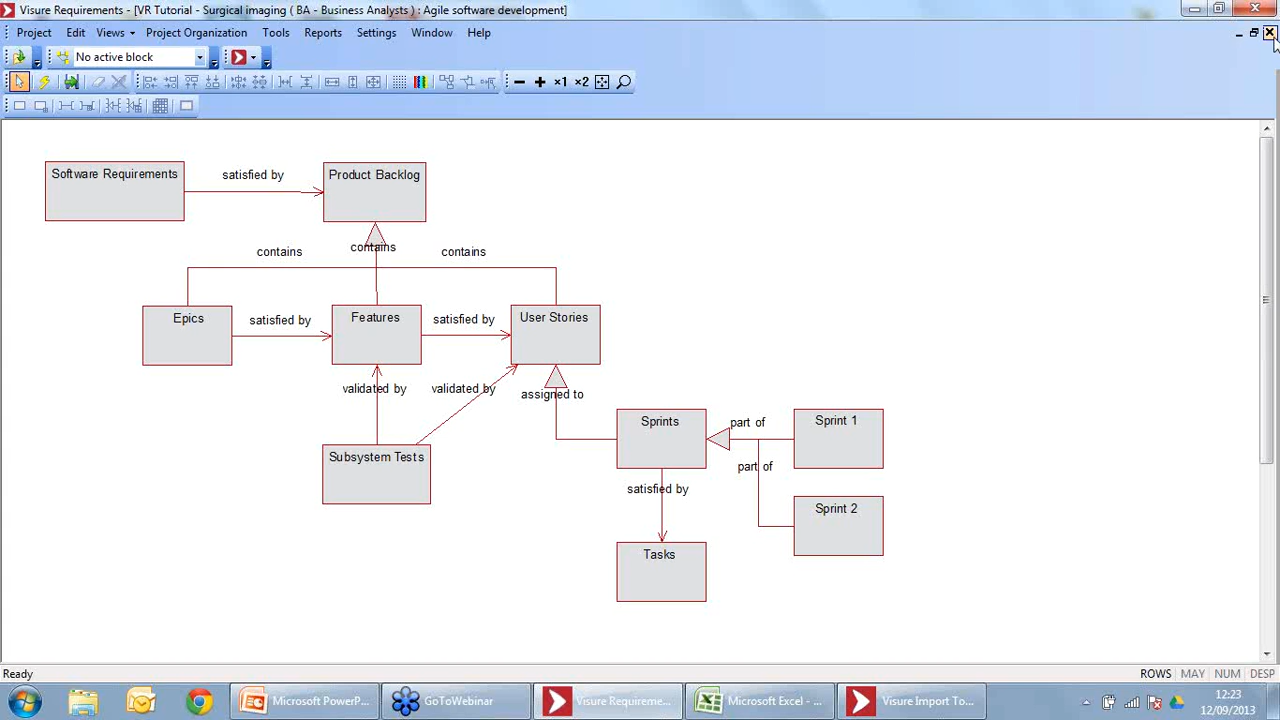 Visure Requirements - [VR Tutorial - Surgical imaging ( BA - Business Analysts ) : Agile software development]
Project Edit Views Project Organization Tools Reports Settings Window Help
No active block
×1 ×2
Software Requirements
satisfied by
Product Backlog
contains
contains
contains
Epics
satisfied by
Features
satisfied by
User Stories
validated by
validated by
assigned to
Subsystem Tests
Sprints
part of
Sprint 1
part of
satisfied by
Sprint 2
Tasks
Ready
ROWS MAY NUM DESP
Microsoft PowerP...
GoToWebinar
Visure Requireme...
Microsoft Excel - ...
Visure Import To...
12:23
12/09/2013